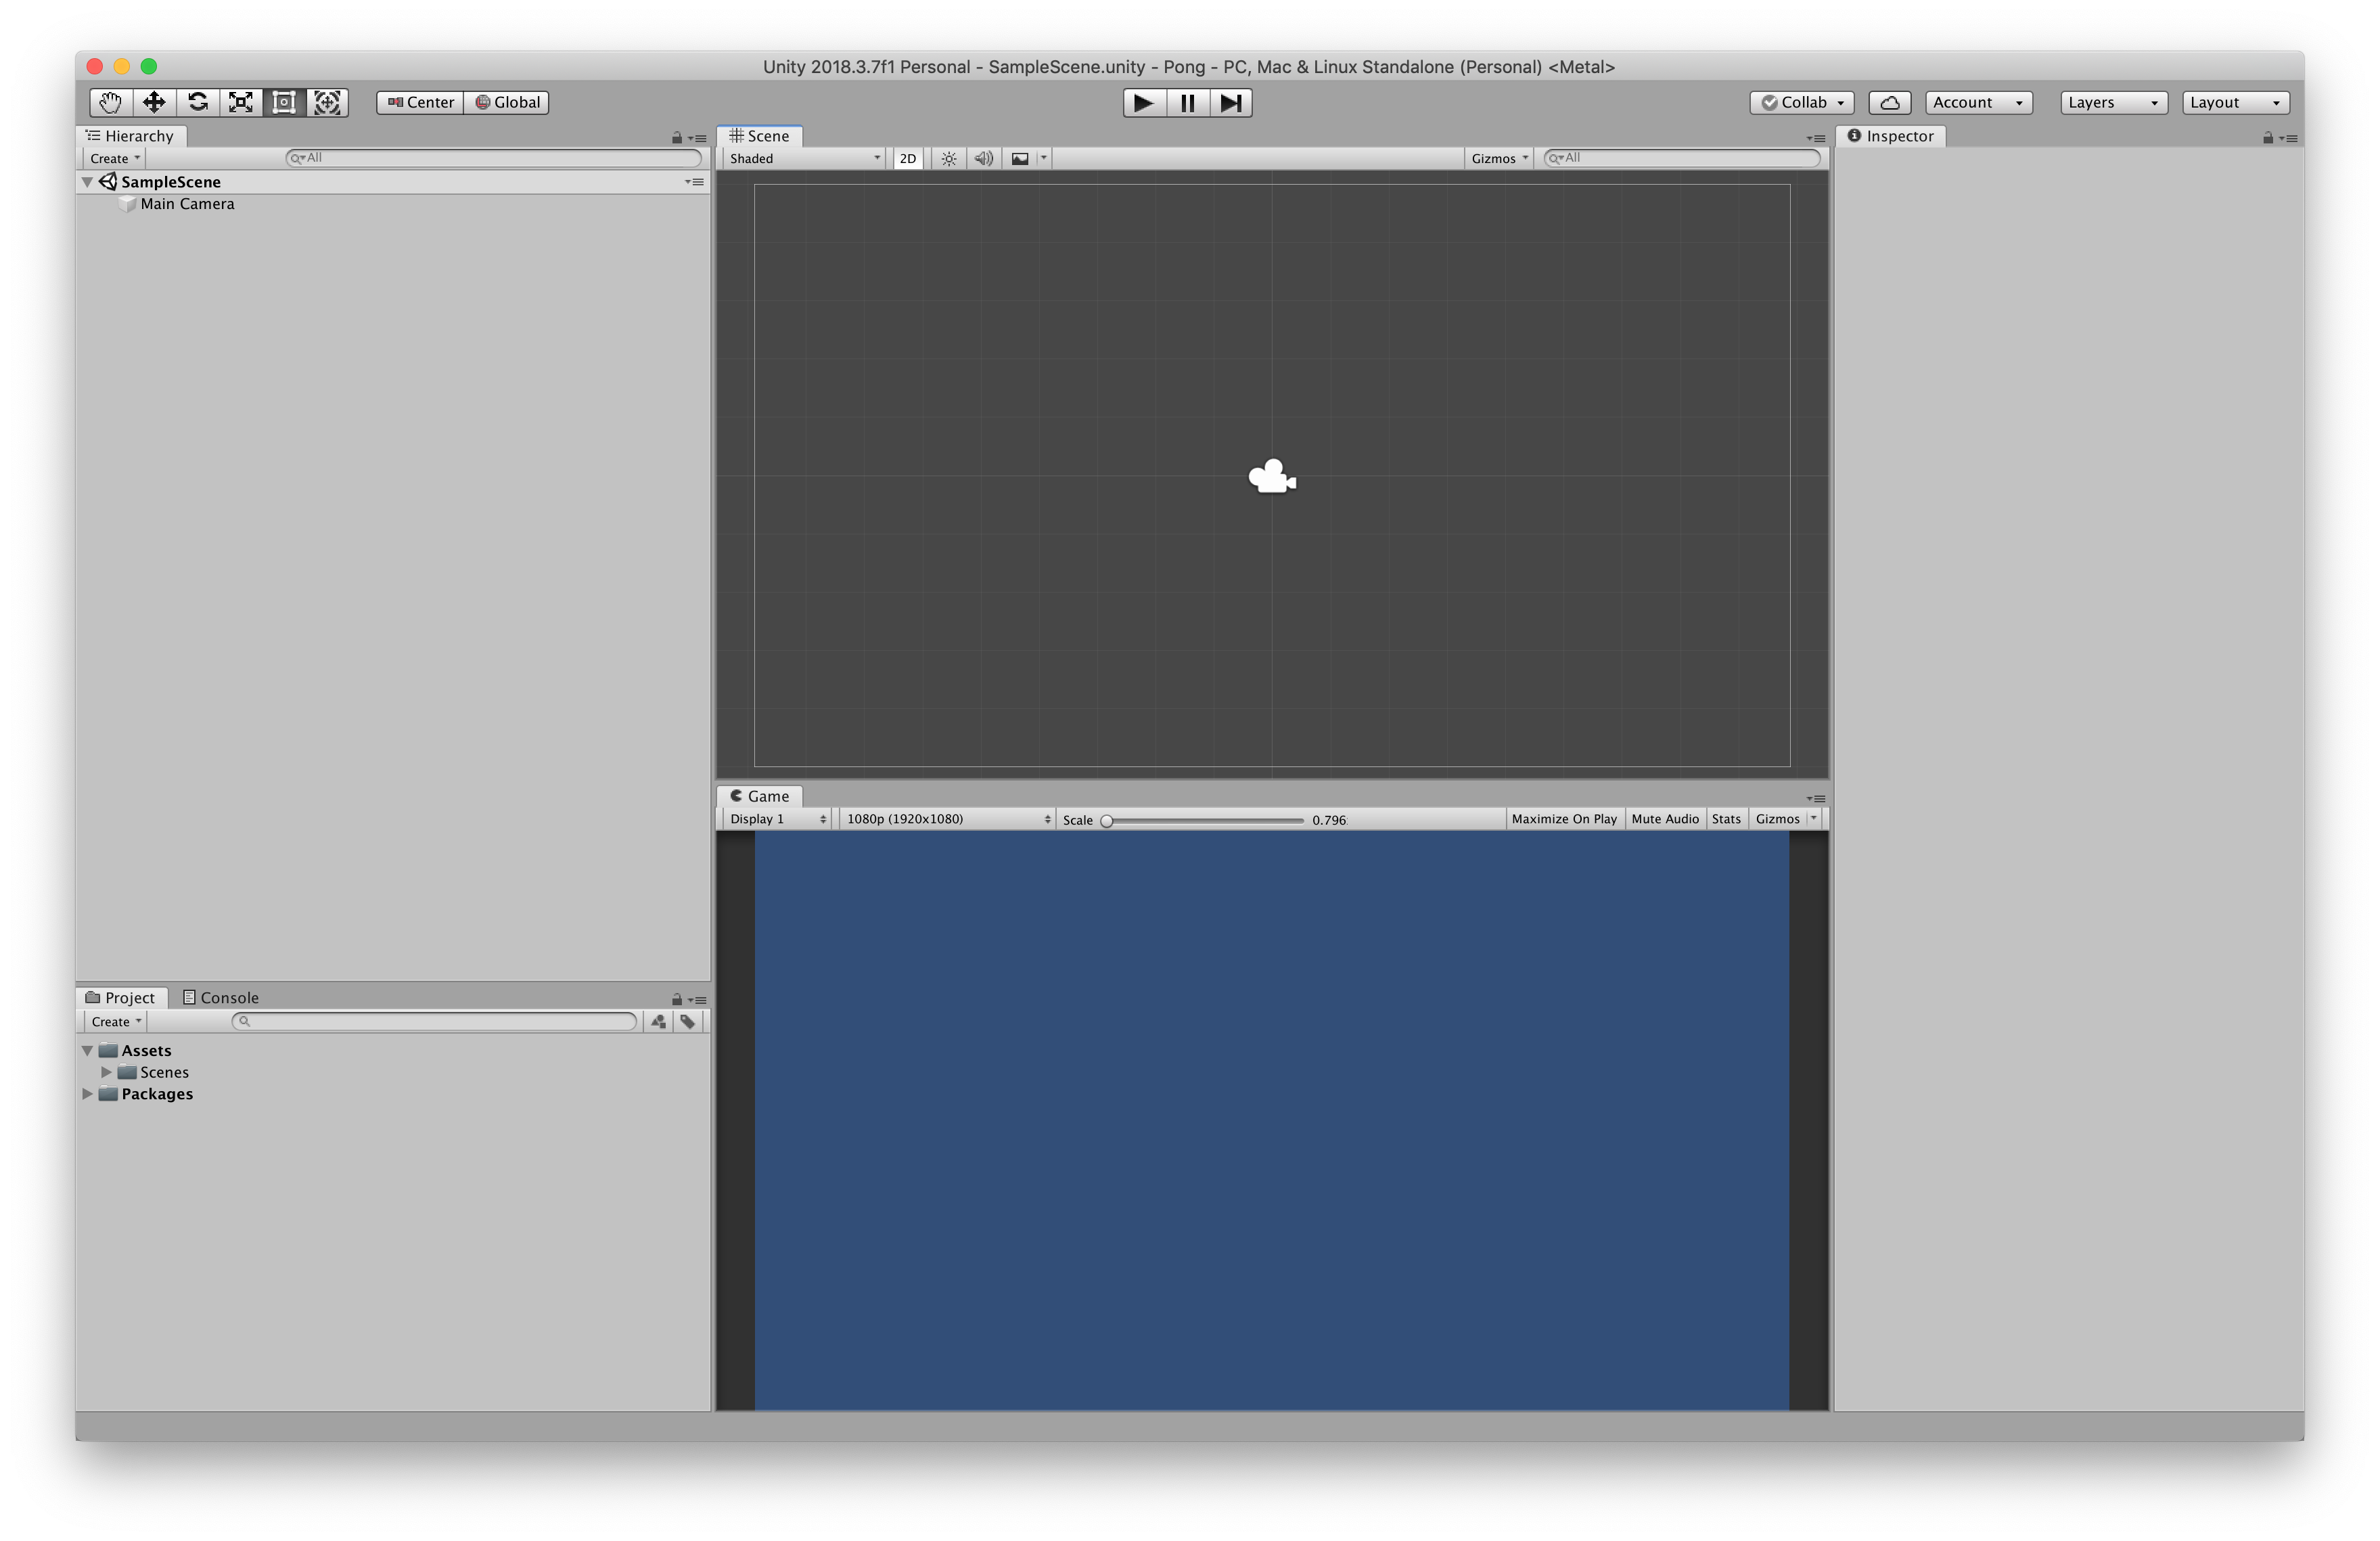 Unity 2018.3.7f1 Personal - SampleScene.unity - Pong - PC, Mac & Linux Standalone (Personal) <Metal>
Center Global Collab Account Layers Layout
Hierarchy
Create All
SampleScene
Main Camera
Scene
Shaded 2D Gizmos All
Inspector
Game
Display 1 1080p (1920x1080) Scale 0.796 Maximize On Play Mute Audio Stats Gizmos
Project Console
Create
Assets
Scenes
Packages